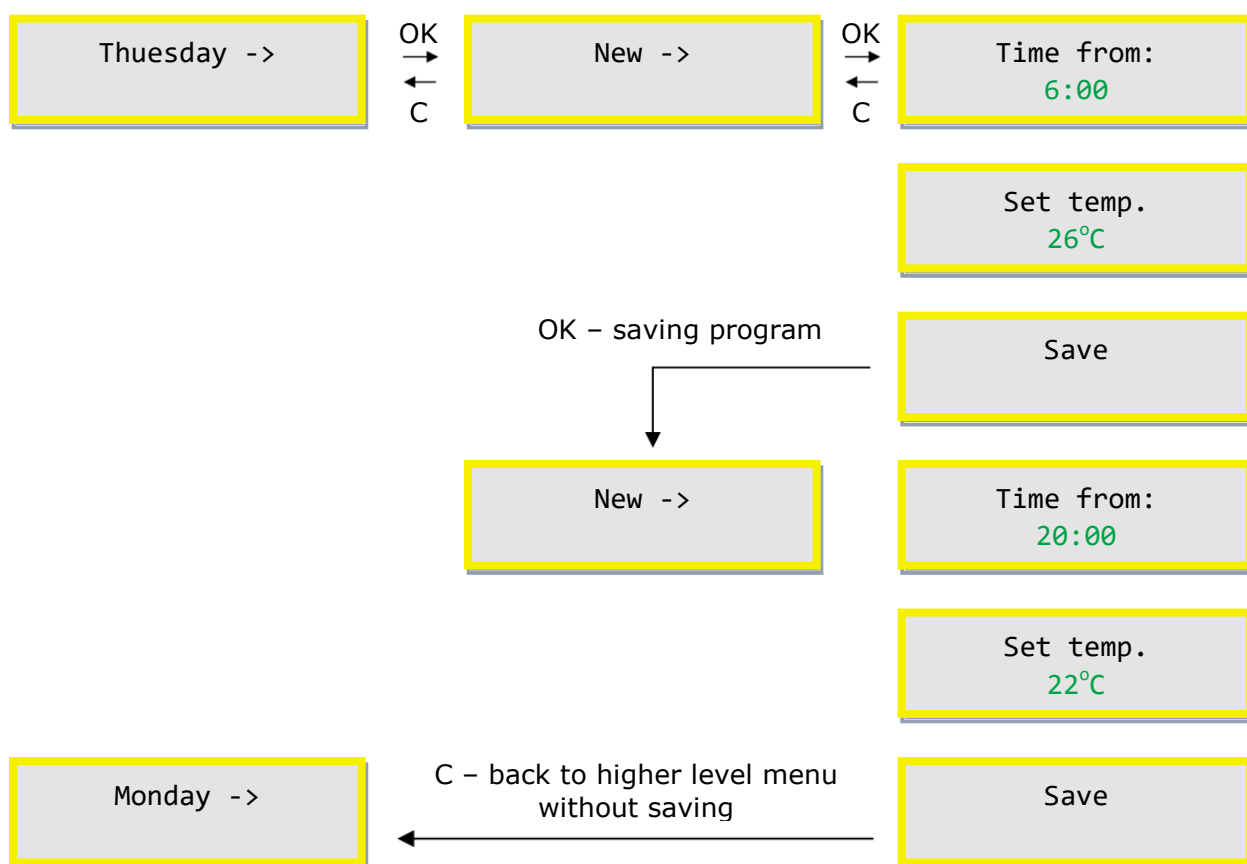 Thuesday ->
OK
C
New ->
OK
C
Time from:
6:00
Set temp.
26°C
OK – saving program
Save
New ->
Time from:
20:00
Set temp.
22°C
Monday ->
C – back to higher level menu
without saving
Save